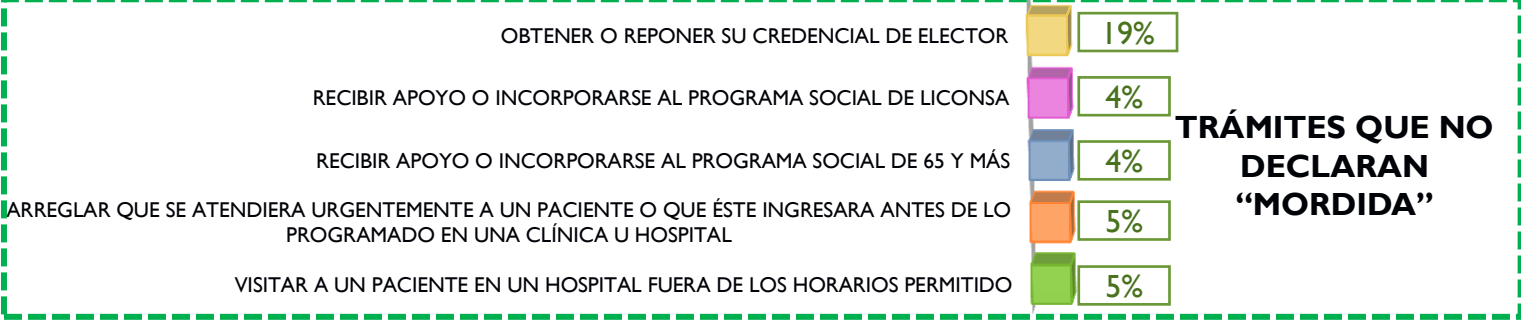 OBTENER O REPONER SU CREDENCIAL DE ELECTOR
19%
RECIBIR APOYO O INCORPORARSE AL PROGRAMA SOCIAL DE LICONSA
4%
RECIBIR APOYO O INCORPORARSE AL PROGRAMA SOCIAL DE 65 Y MÁS
4%
ARREGLAR QUE SE ATENDIERA URGENTEMENTE A UN PACIENTE O QUE ÉSTE INGRESARA ANTES DE LO
PROGRAMADO EN UNA CLÍNICA U HOSPITAL
5%
VISITAR A UN PACIENTE EN UN HOSPITAL FUERA DE LOS HORARIOS PERMITIDO
5%
TRÁMITES QUE NO
DECLARAN
“MORDIDA”